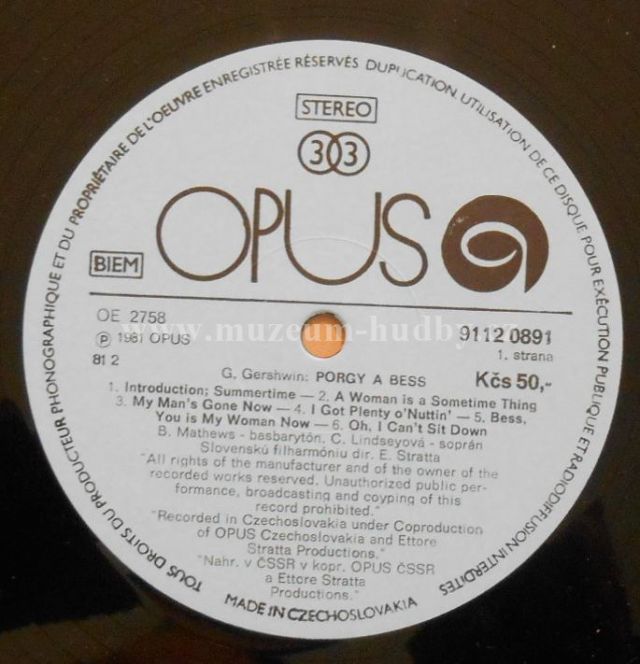 TOUS DROITS DU PRODUCTEUR PHONOGRAPHIQUE ET DU PROPRIÉTAIRE DE L'OEUVRE ENREGISTRÉE RÉSERVÉS DUPLICATION, UTILISATION DE CE DISQUE POUR EXÉCUTION PUBLIQUE ET RADIODIFFUSION INTERDITES
STEREO
33
OPUS
BIEM
OE 2758
Ⓟ 1981 OPUS
81 2
9112 0891
1. strana
www.muzeum-hudby.cz
G. Gershwin: PORGY A BESS
Kčs 50,-
1. Introduction; Summertime — 2. A Woman is a Sometime Thing
3. My Man's Gone Now — 4. I Got Plenty o'Nuttin' — 5. Bess,
You is My Woman Now — 6. Oh, I Can't Sit Down
B. Mathews - basbarytón, C. Lindseyová - soprán
Slovenskú filharmóniu dir. E. Stratta
"All rights of the manufacturer and of the owner of the
recorded works reserved. Unauthorized public per-
formance, broadcasting and coyping of this
record prohibited."
"Recorded in Czechoslovakia under Coproduction
of OPUS Czechoslovakia and Ettore
Stratta Productions."
"Nahr. v ČSSR v kopr. OPUS ČSSR
a Ettore Stratta
Productions."
MADE IN CZECHOSLOVAKIA